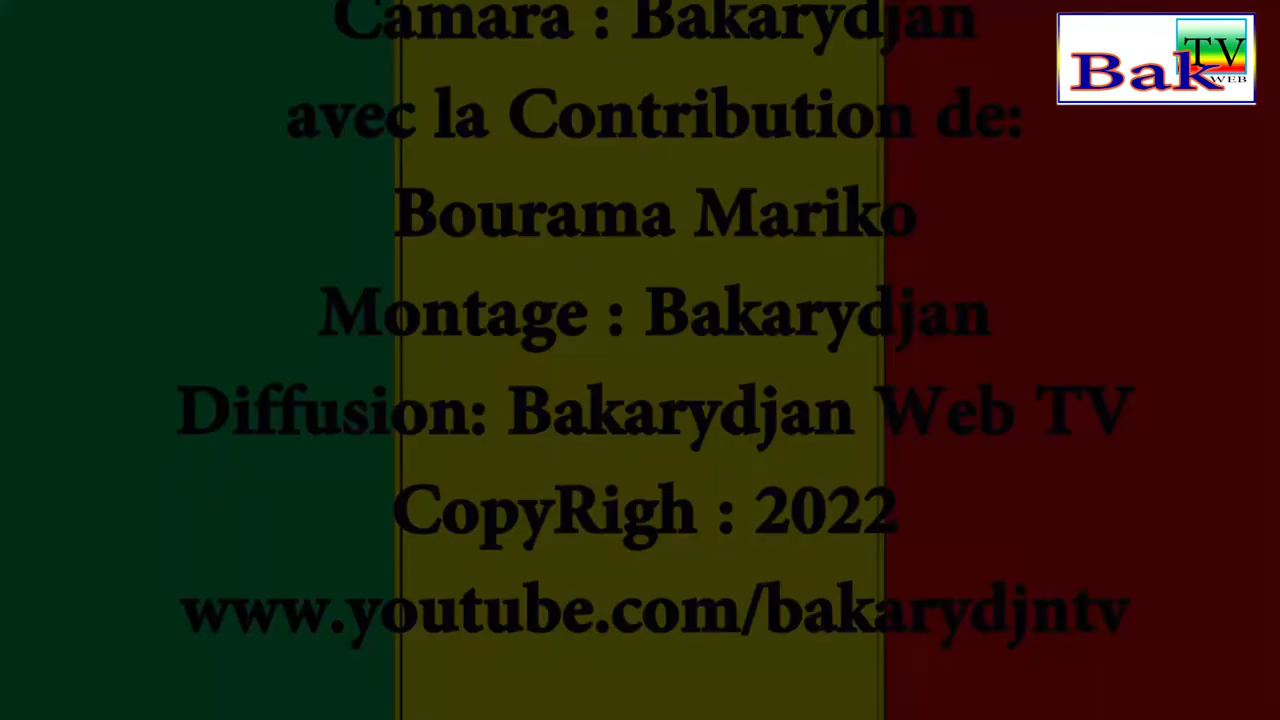 Camara : Bakarydjan
avec la Contribution de:
Bourama Mariko
Montage : Bakarydjan
Diffusion: Bakarydjan Web TV
CopyRigh : 2022
www.youtube.com/bakarydjntv
Bak TV
WEB